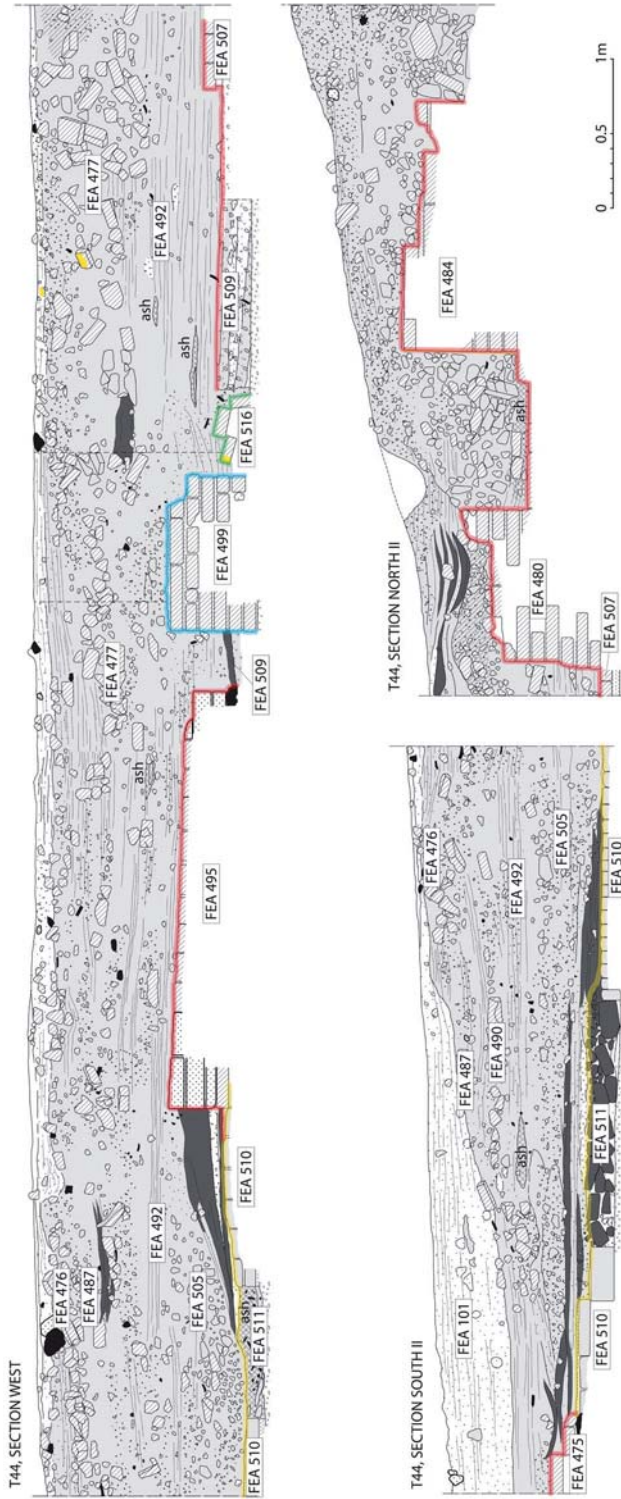 T44, SECTION WEST
FEA 476
FEA 487
FEA 492
FEA 505
FEA 510
ash
FEA 511
FEA 510
FEA 495
ash
FEA 477
FEA 509
FEA 499
FEA 516
ash
ash
FEA 509
FEA 492
FEA 477
FEA 507
T44, SECTION SOUTH II
FEA 101
FEA 487
FEA 476
FEA 490
ash
FEA 492
FEA 505
FEA 475
FEA 510
FEA 511
FEA 510
T44, SECTION NORTH II
FEA 480
FEA 507
ash
FEA 484
0
0.5
1m